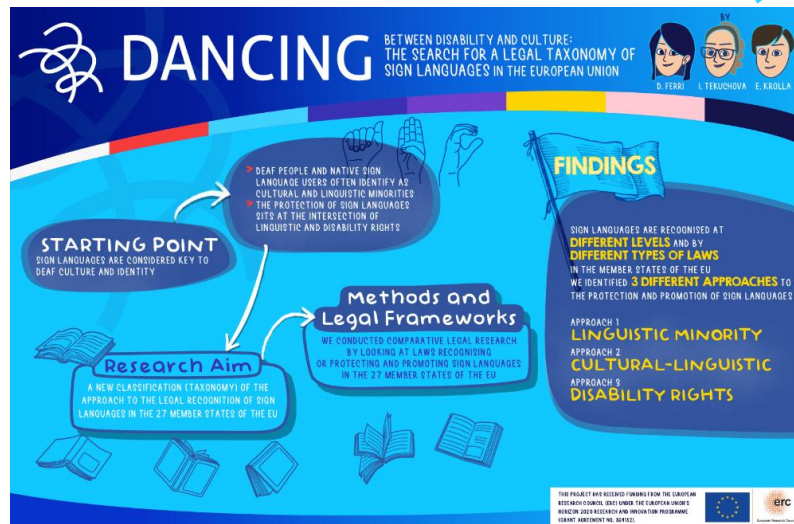 DANCING
BETWEEN DISABILITY AND CULTURE:
THE SEARCH FOR A LEGAL TAXONOMY OF
SIGN LANGUAGES IN THE EUROPEAN UNION
BY
D. FERRI
I. TEKUCHOVA
E. KROLLA
> DEAF PEOPLE AND NATIVE SIGN
LANGUAGE USERS OFTEN IDENTIFY AS
CULTURAL AND LINGUISTIC MINORITIES
> THE PROTECTION OF SIGN LANGUAGES
SITS AT THE INTERSECTION OF
LINGUISTIC AND DISABILITY RIGHTS
STARTING POINT
SIGN LANGUAGES ARE CONSIDERED KEY TO
DEAF CULTURE AND IDENTITY
Research Aim
A NEW CLASSIFICATION (TAXONOMY) OF THE
APPROACH TO THE LEGAL RECOGNITION OF SIGN
LANGUAGES IN THE 27 MEMBER STATES OF THE EU
Methods and
Legal Frameworks
WE CONDUCTED COMPARATIVE LEGAL RESEARCH
BY LOOKING AT LAWS RECOGNISING
OR PROTECTING AND PROMOTING SIGN LANGUAGES
IN THE 27 MEMBER STATES OF THE EU
FINDINGS
SIGN LANGUAGES ARE RECOGNISED AT
DIFFERENT LEVELS AND BY
DIFFERENT TYPES OF LAWS
IN THE MEMBER STATES OF THE EU
WE IDENTIFIED 3 DIFFERENT APPROACHES TO
THE PROTECTION AND PROMOTION OF SIGN LANGUAGES
APPROACH 1
LINGUISTIC MINORITY
APPROACH 2
CULTURAL-LINGUISTIC
APPROACH 3
DISABILITY RIGHTS
THIS PROJECT HAS RECEIVED FUNDING FROM THE EUROPEAN
RESEARCH COUNCIL (ERC) UNDER THE EUROPEAN UNION'S
HORIZON 2020 RESEARCH AND INNOVATION PROGRAMME
(GRANT AGREEMENT NO. 864182).
erc
European Research Council